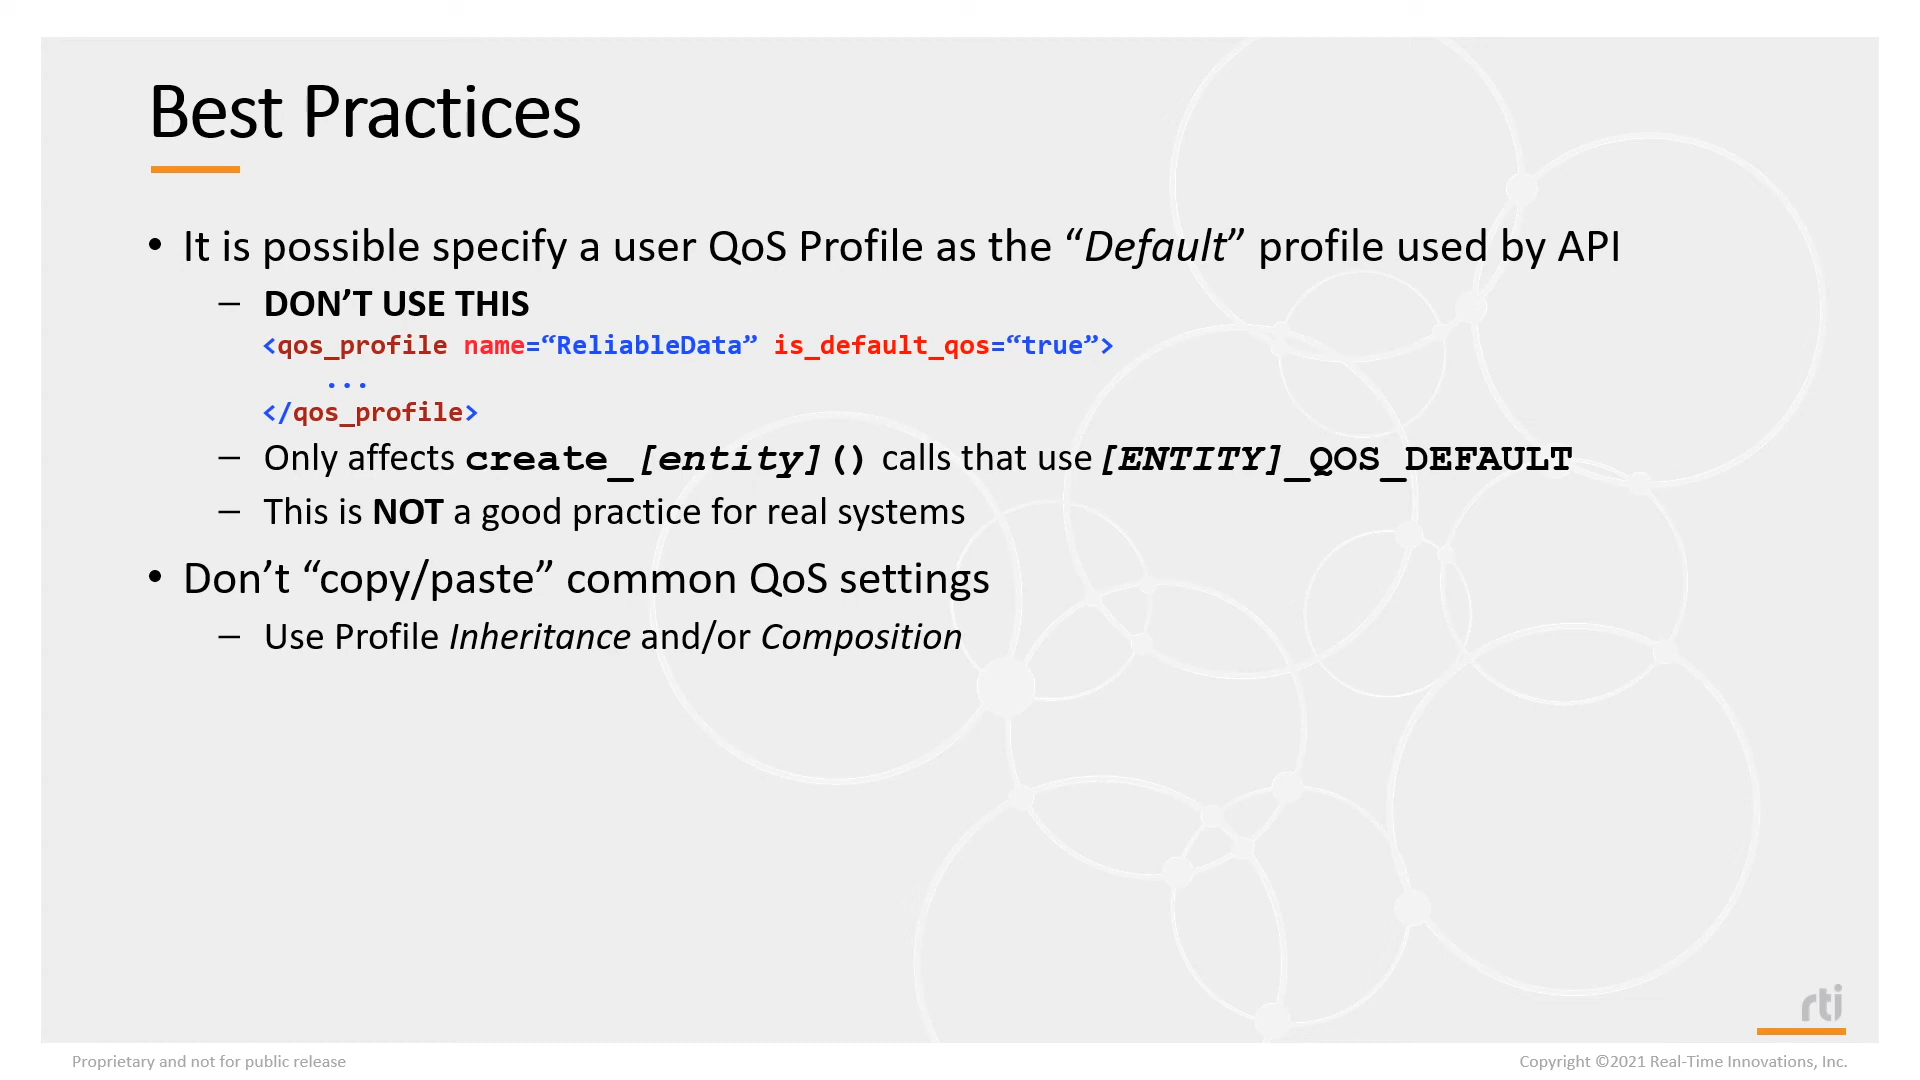 Best Practices
• It is possible specify a user QoS Profile as the “Default” profile used by API
– DON’T USE THIS
<qos_profile name=“ReliableData” is_default_qos=“true”>
...
</qos_profile>
– Only affects create_[entity]() calls that use [ENTITY]_QOS_DEFAULT
– This is NOT a good practice for real systems
• Don’t “copy/paste” common QoS settings
– Use Profile Inheritance and/or Composition
rti
Proprietary and not for public release
Copyright ©2021 Real-Time Innovations, Inc.